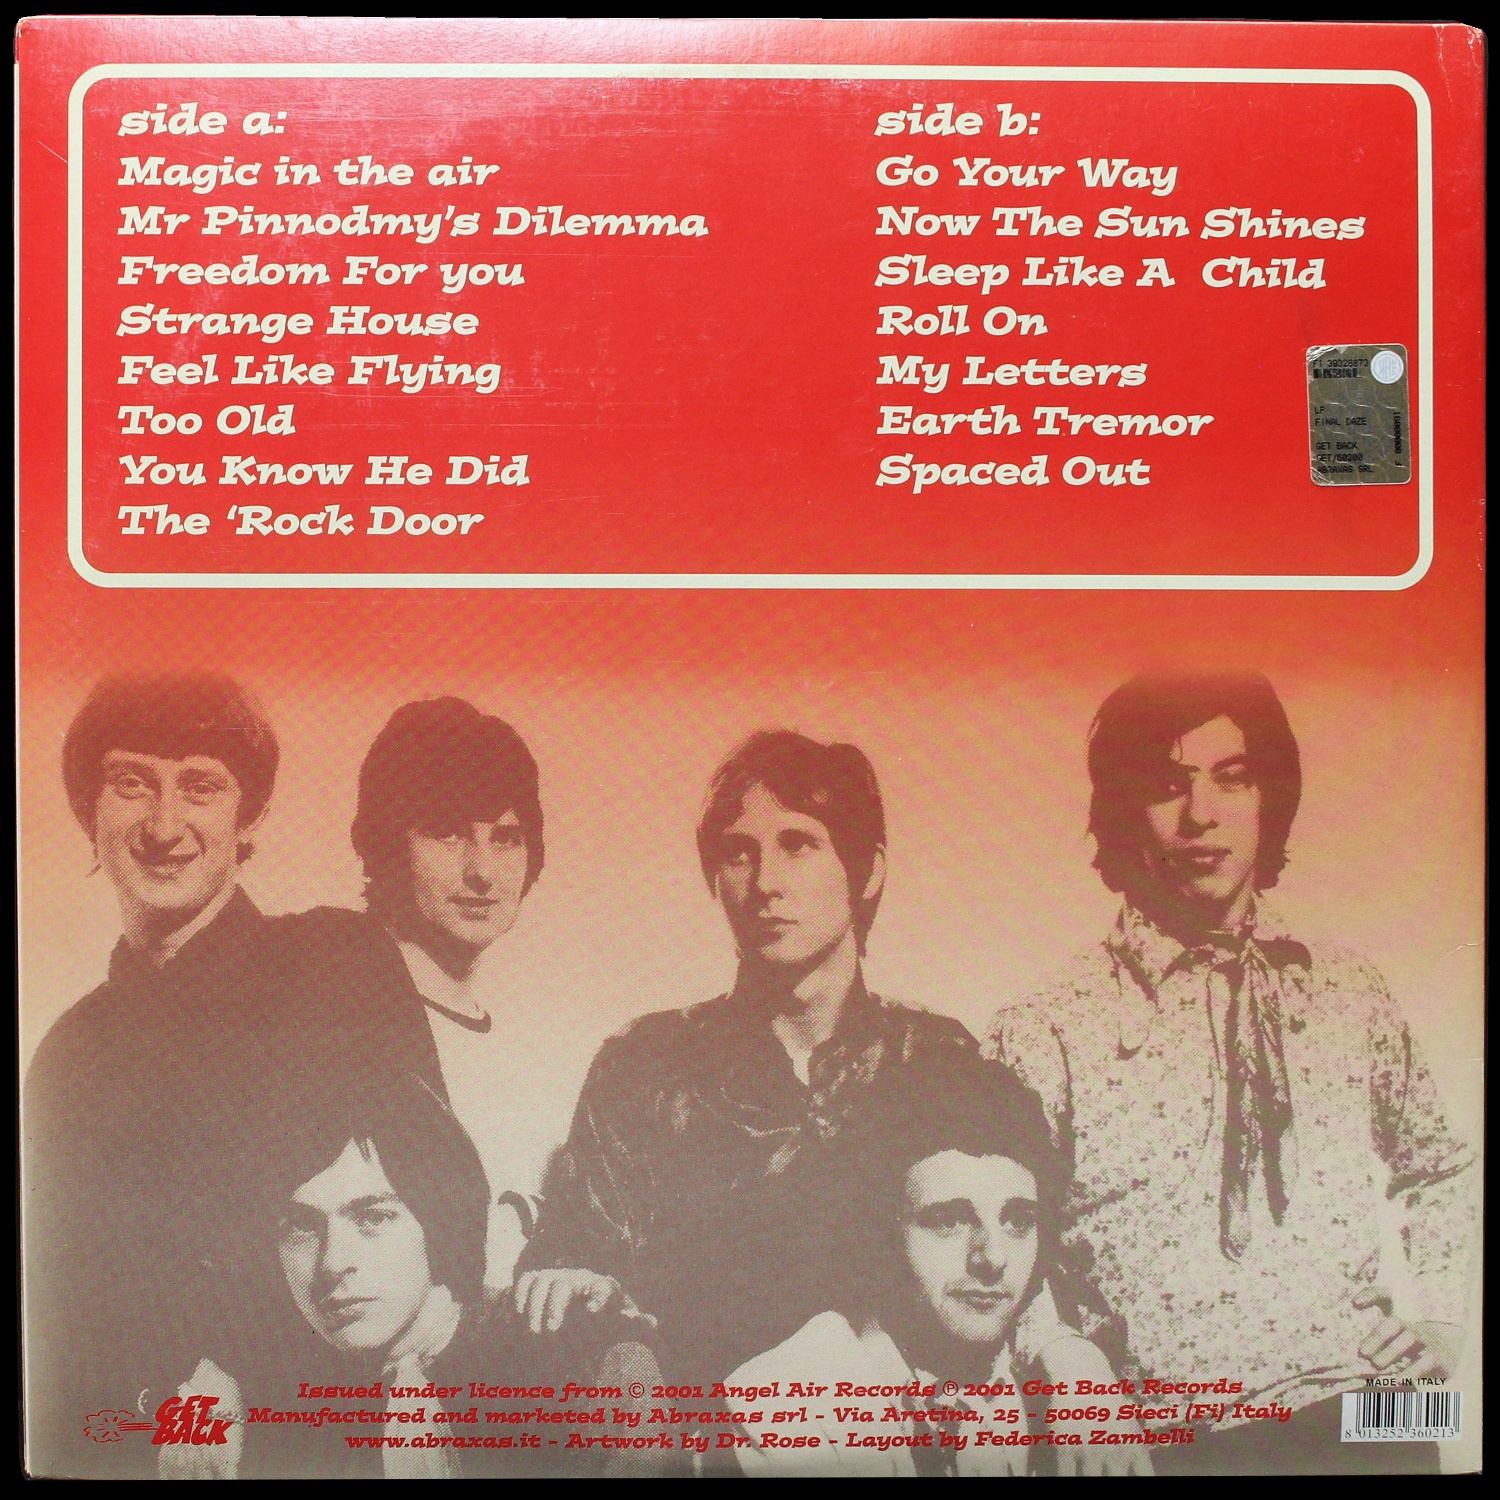 side a:
Magic in the air
Mr Pinnodmy's Dilemma
Freedom For you
Strange House
Feel Like Flying
Too Old
You Know He Did
The 'Rock Door
side b:
Go Your Way
Now The Sun Shines
Sleep Like A Child
Roll On
My Letters
Earth Tremor
Spaced Out
FI 39328873
LP
FINAL DAZE
GET BACK
GET/60200
ABRAXAS SRL
GET
BACK
Issued under licence from © 2001 Angel Air Records ℗ 2001 Get Back Records
Manufactured and marketed by Abraxas srl - Via Aretina, 25 - 50069 Sieci (Fi) Italy
www.abraxas.it - Artwork by Dr. Rose - Layout by Federica Zambelli
MADE IN ITALY
8 013252 360213